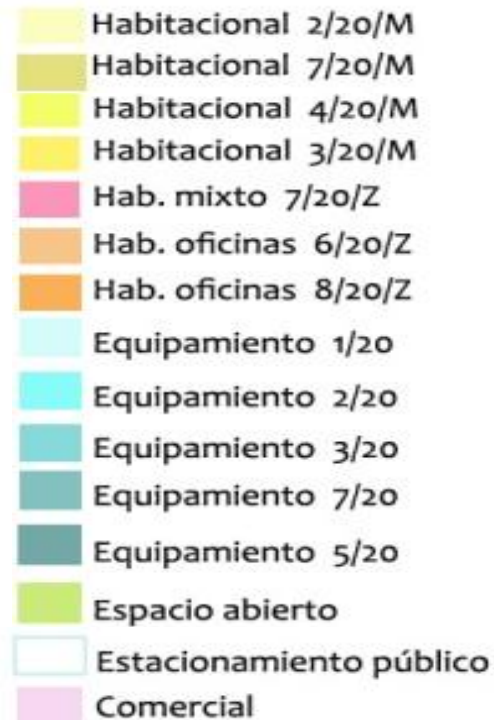 Habitacional 2/20/M
Habitacional 7/20/M
Habitacional 4/20/M
Habitacional 3/20/M
Hab. mixto 7/20/Z
Hab. oficinas 6/20/Z
Hab. oficinas 8/20/Z
Equipamiento 1/20
Equipamiento 2/20
Equipamiento 3/20
Equipamiento 7/20
Equipamiento 5/20
Espacio abierto
Estacionamiento público
Comercial